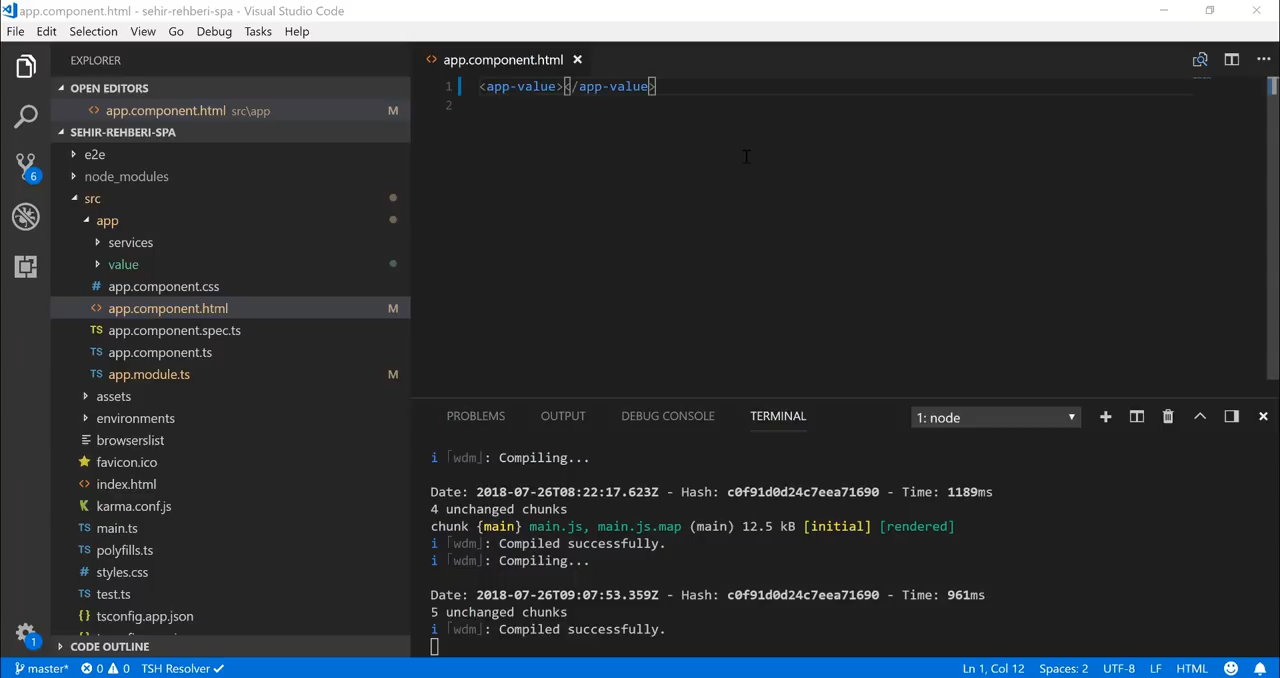 app.component.html - sehir-rehberi-spa - Visual Studio Code
File Edit Selection View Go Debug Tasks Help
EXPLORER
OPEN EDITORS
app.component.html src\app M
SEHIR-REHBERI-SPA
e2e
node_modules
src
app
services
value
# app.component.css
<> app.component.html M
TS app.component.spec.ts
TS app.component.ts
TS app.module.ts M
assets
environments
browserslist
favicon.ico
<> index.html
karma.conf.js
TS main.ts
TS polyfills.ts
# styles.css
TS test.ts
{} tsconfig.app.json
CODE OUTLINE
6
1
<> app.component.html
1 <app-value></app-value>
2
PROBLEMS OUTPUT DEBUG CONSOLE TERMINAL 1: node
i ｢wdm｣: Compiling...
Date: 2018-07-26T08:22:17.623Z - Hash: c0f91d0d24c7eea71690 - Time: 1189ms
4 unchanged chunks
chunk {main} main.js, main.js.map (main) 12.5 kB [initial] [rendered]
i ｢wdm｣: Compiled successfully.
i ｢wdm｣: Compiling...
Date: 2018-07-26T09:07:53.359Z - Hash: c0f91d0d24c7eea71690 - Time: 961ms
5 unchanged chunks
i ｢wdm｣: Compiled successfully.
master* 0 0 TSH Resolver ✓ Ln 1, Col 12 Spaces: 2 UTF-8 LF HTML